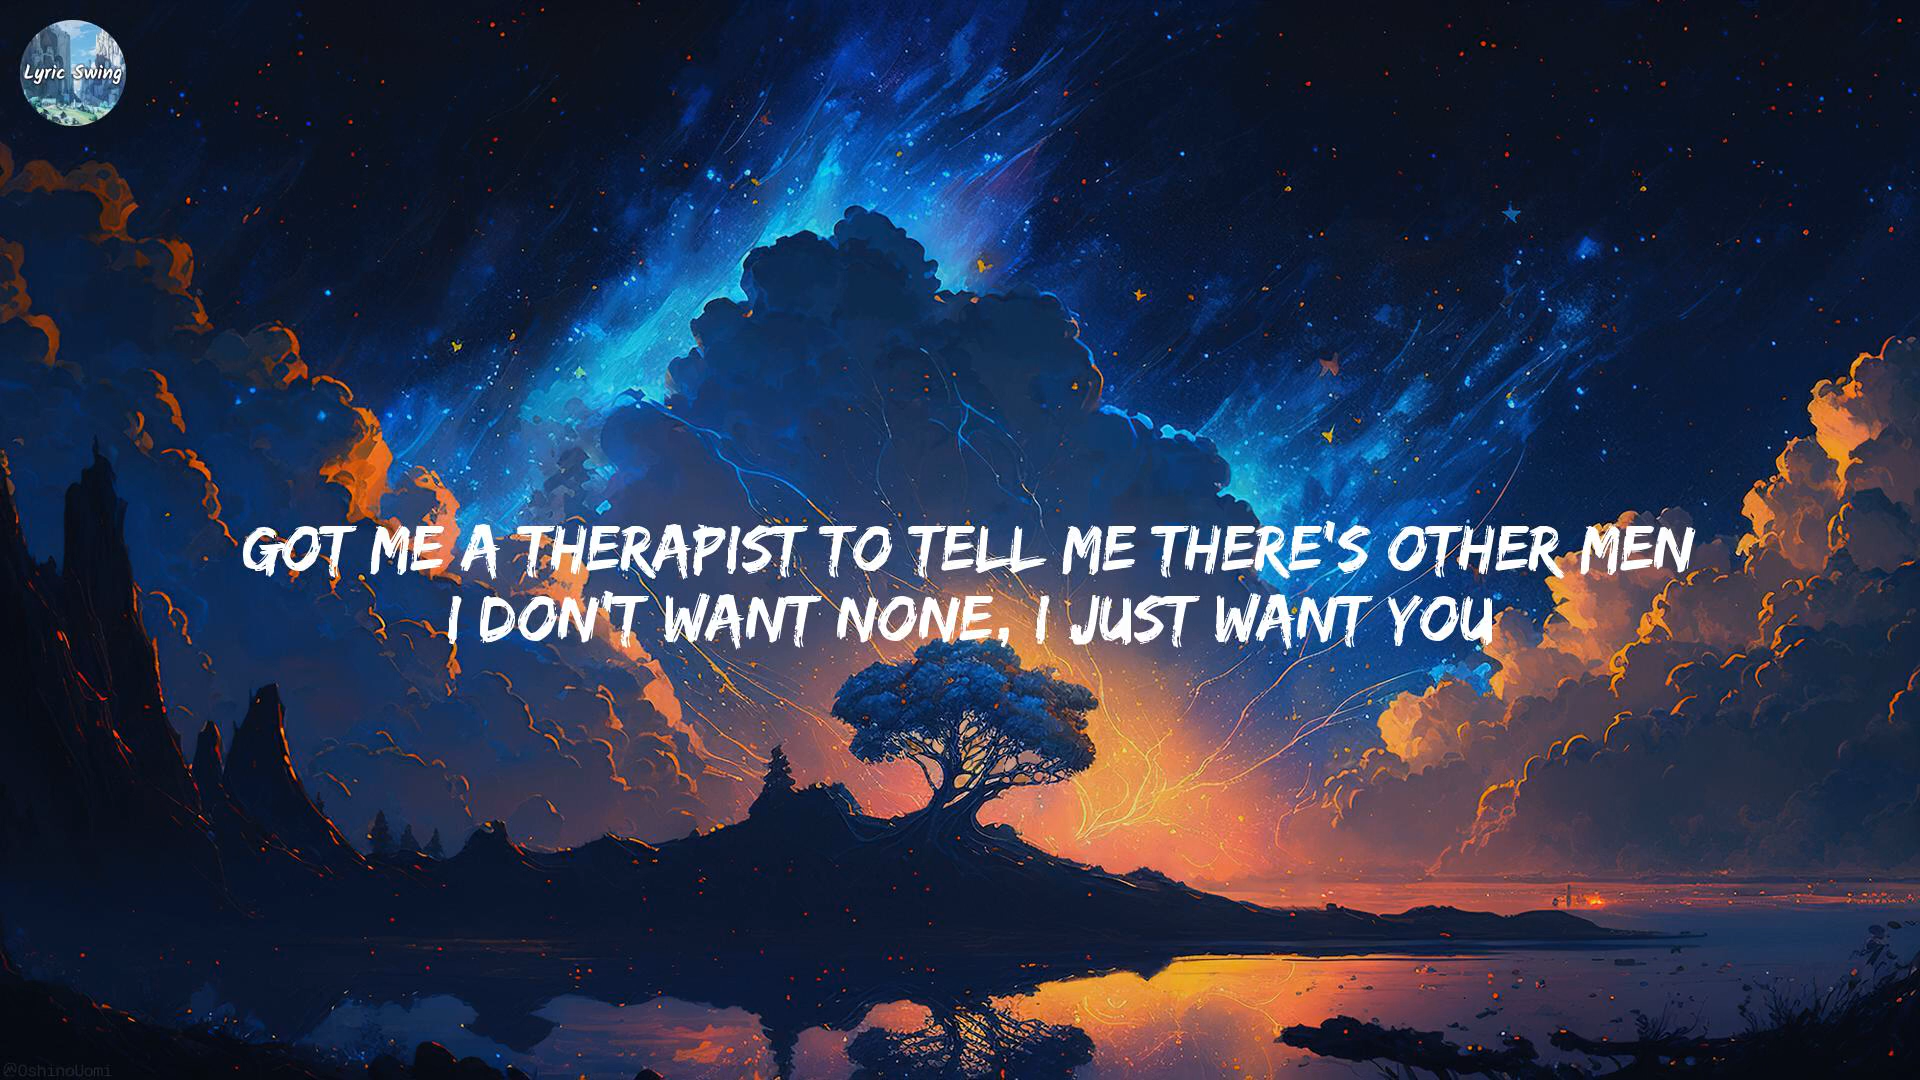 Lyric Swing
GOT ME A THERAPIST TO TELL ME THERE'S OTHER MEN
I DON'T WANT NONE, I JUST WANT YOU
@OshinoUomi